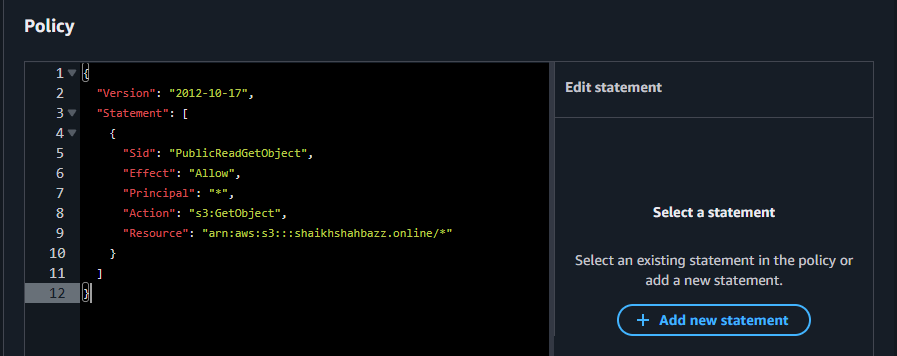 Policy
1 {
2 "Version": "2012-10-17",
3 "Statement": [
4 {
5 "Sid": "PublicReadGetObject",
6 "Effect": "Allow",
7 "Principal": "*",
8 "Action": "s3:GetObject",
9 "Resource": "arn:aws:s3:::shaikhshahbazz.online/*"
10 }
11 ]
12 }
Edit statement
Select a statement
Select an existing statement in the policy or
add a new statement.
+ Add new statement